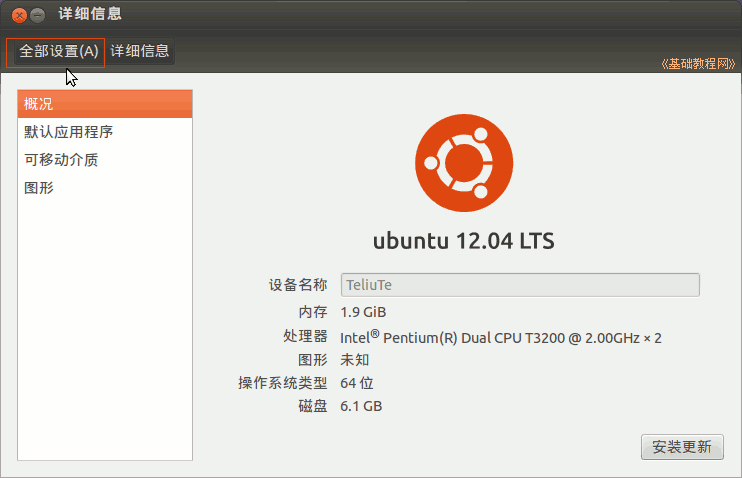 详细信息
全部设置(A) 详细信息
《基础教程网》
概况
默认应用程序
可移动介质
图形
ubuntu 12.04 LTS
设备名称 TeliuTe
内存 1.9 GiB
处理器 Intel® Pentium(R) Dual CPU T3200 @ 2.00GHz × 2
图形 未知
操作系统类型 64 位
磁盘 6.1 GB
安装更新